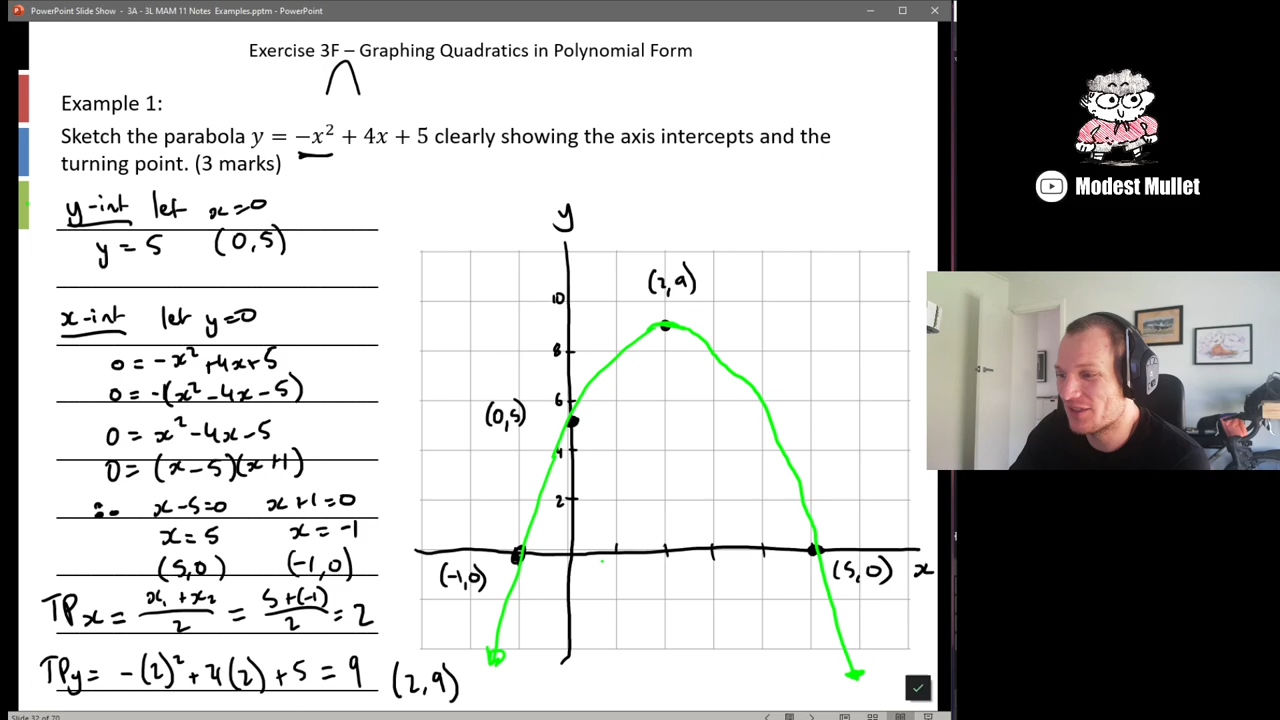 PowerPoint Slide Show - 3A - 3L MAM 11 Notes Examples.pptm - PowerPoint
Exercise 3F – Graphing Quadratics in Polynomial Form
Example 1:
Sketch the parabola y = −x² + 4x + 5 clearly showing the axis intercepts and the
turning point. (3 marks)
y-int let x=0
y = 5 (0,5)
x-int let y=0
0 = -x² +4x+5
0 = -1(x² -4x -5)
0 = x² -4x -5
0 = (x-5)(x+1)
∴ x-5=0 x+1=0
x=5 x=-1
(5,0) (-1,0)
TPx = x₁ + x₂ / 2 = 5+(-1) / 2 = 2
TPy = -(2)² + 4(2) + 5 = 9 (2,9)
y
(2,9)
10
8
6
(0,5)
4
2
(-1,0)
(5,0) x
Modest Mullet
Slide 32 of 70